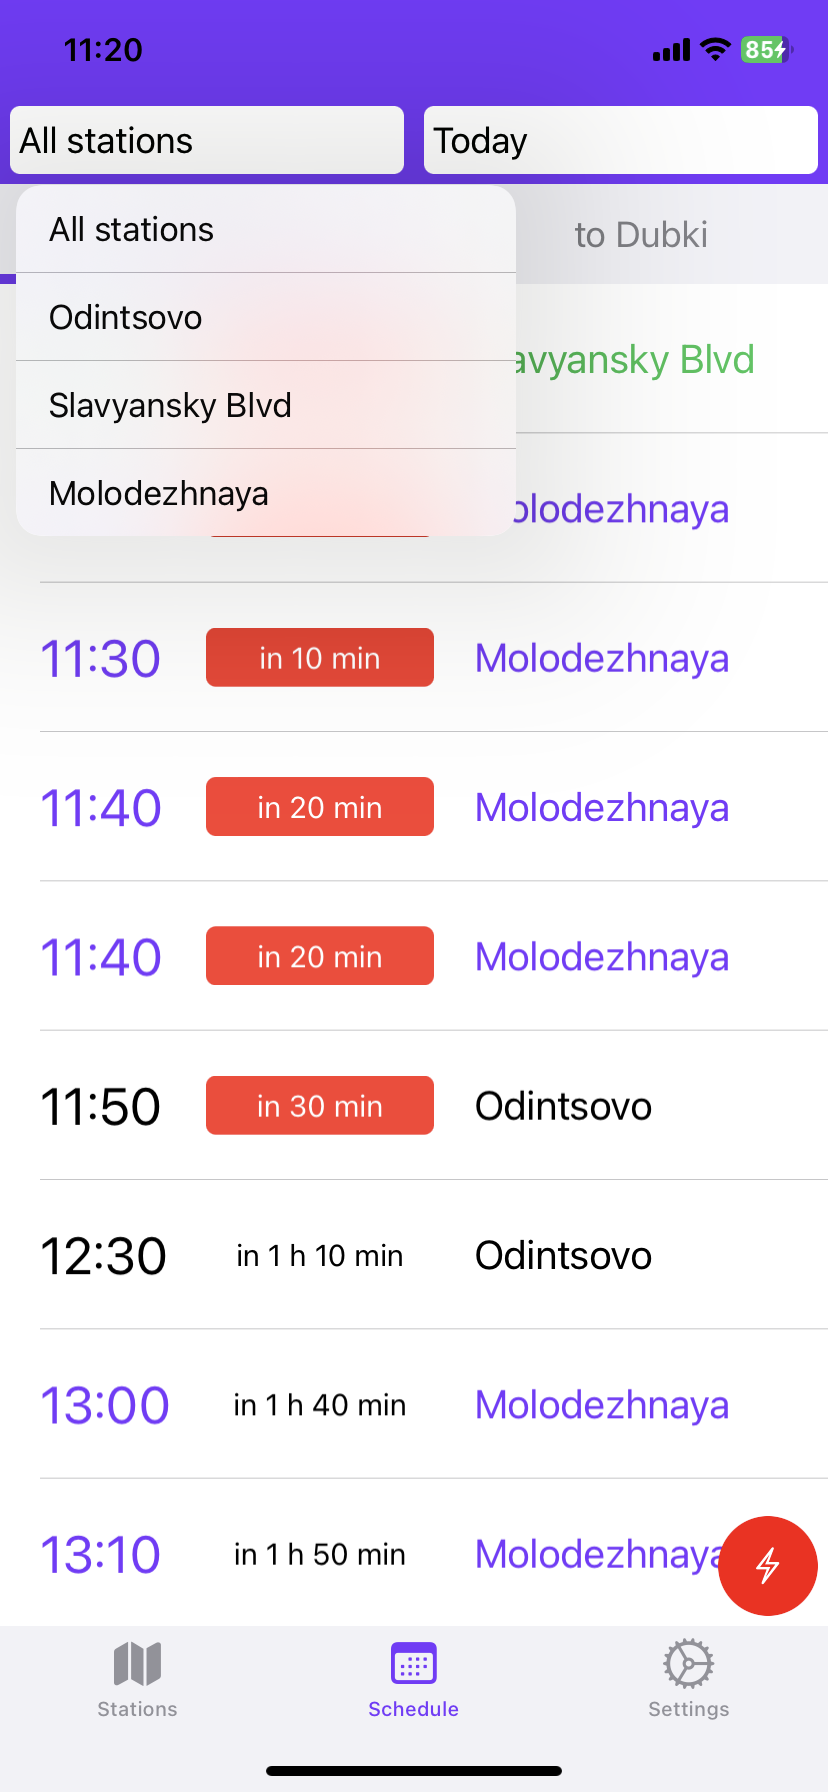 11:20
85
All stations
Today
All stations
to Dubki
Odintsovo
Slavyansky Blvd
avyansky Blvd
Molodezhnaya
olodezhnaya
11:30 in 10 min Molodezhnaya
11:40 in 20 min Molodezhnaya
11:40 in 20 min Molodezhnaya
11:50 in 30 min Odintsovo
12:30 in 1 h 10 min Odintsovo
13:00 in 1 h 40 min Molodezhnaya
13:10 in 1 h 50 min Molodezhnaya
Stations
Schedule
Settings